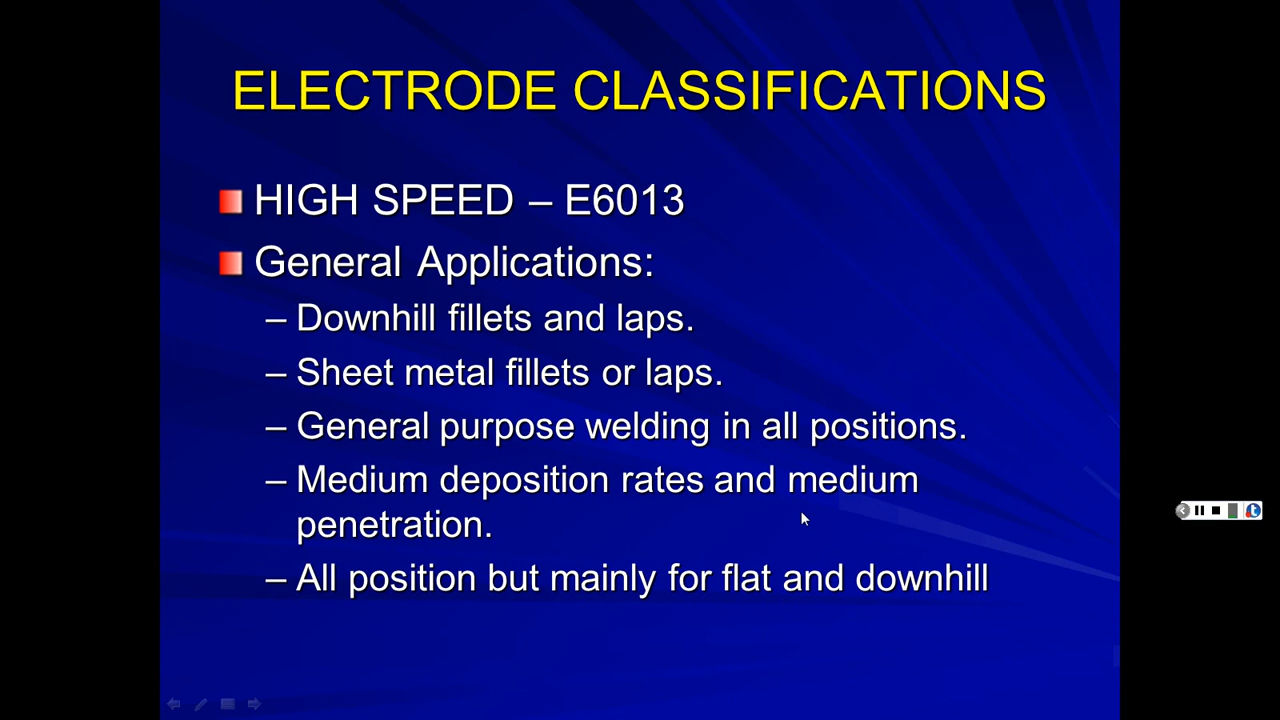 ELECTRODE CLASSIFICATIONS
HIGH SPEED – E6013
General Applications:
– Downhill fillets and laps.
– Sheet metal fillets or laps.
– General purpose welding in all positions.
– Medium deposition rates and medium
penetration.
– All position but mainly for flat and downhill